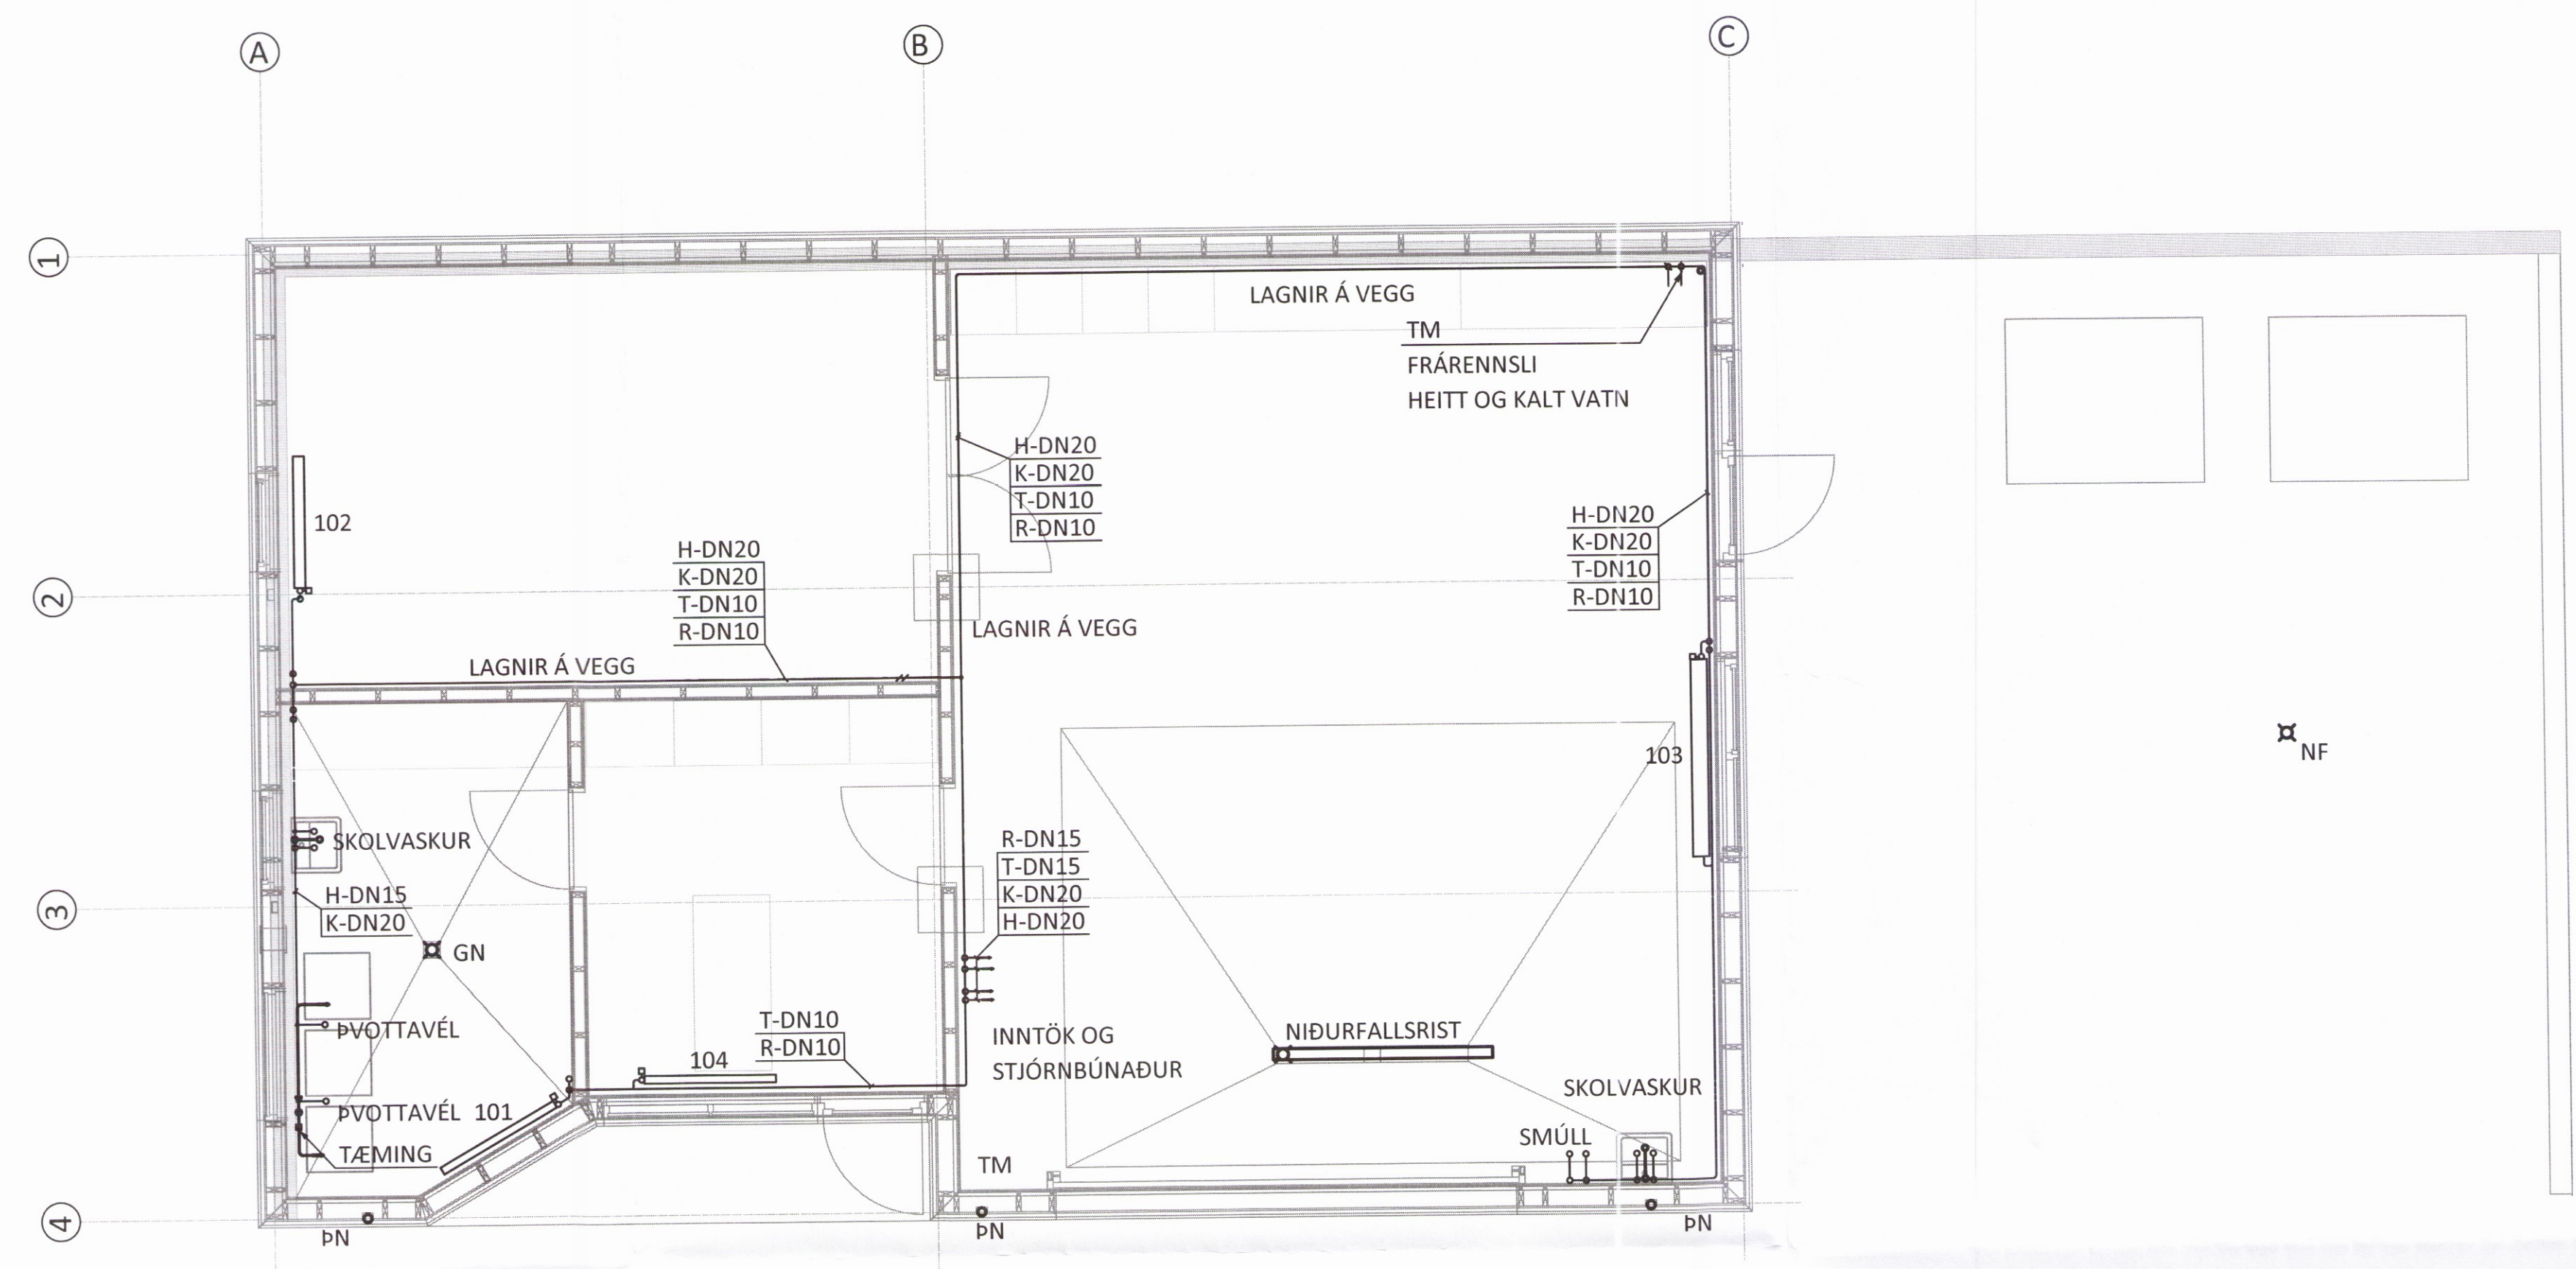 A
B
C
1
LAGNIR Á VEGG
TM
FRÁRENNSLI
HEITT OG KALT VATN
H-DN20
K-DN20
T-DN10
R-DN10
102
H-DN20
K-DN20
T-DN10
R-DN10
H-DN20
K-DN20
T-DN10
R-DN10
2
LAGNIR Á VEGG
LAGNIR Á VEGG
103
NF
SKOLVASKUR
R-DN15
T-DN15
K-DN20
H-DN20
H-DN15
K-DN20
3
GN
ÞVOTTAVÉL
T-DN10
R-DN10
104
INNTÖK OG
STJÓRNBÚNAÐUR
NIÐURFALLSRIST
SKOLVASKUR
ÞVOTTAVÉL 101
SMÚLL
TÆMING
TM
4
ÞN
ÞN
ÞN